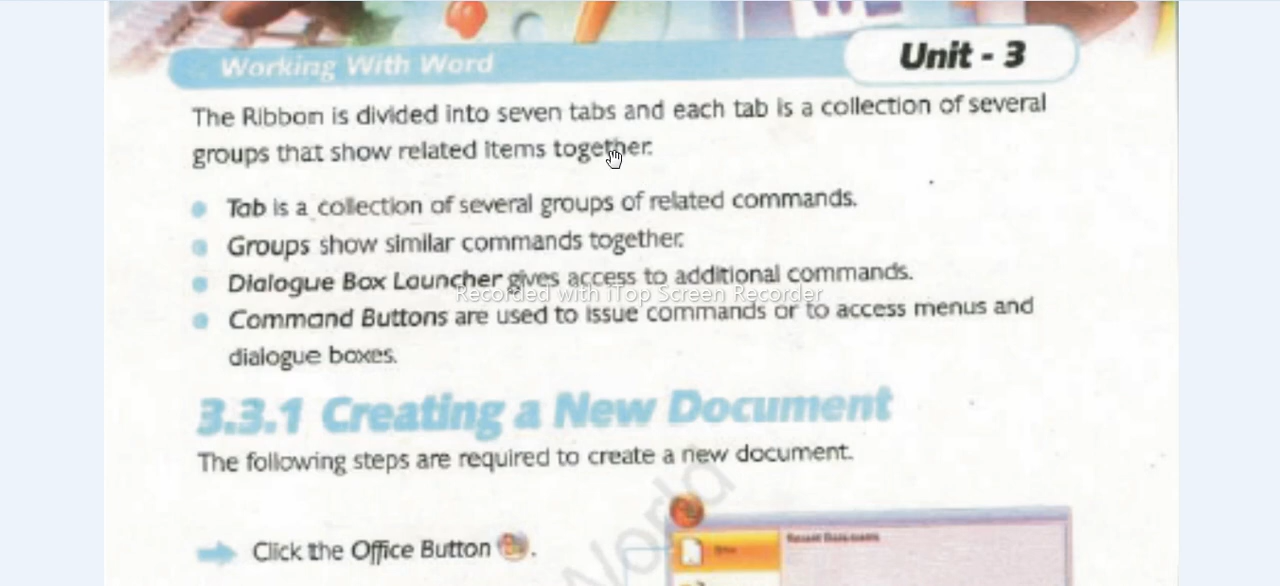 Working With Word
Unit - 3
The Ribbon is divided into seven tabs and each tab is a collection of several
groups that show related items together.
Tab is a collection of several groups of related commands.
Groups show similar commands together.
Dialogue Box Launcher gives access to additional commands.
Recorded with iTop Screen Recorder
Command Buttons are used to issue commands or to access menus and
dialogue boxes.
3.3.1 Creating a New Document
The following steps are required to create a new document.
World
Click the Office Button .
New
Recent Documents